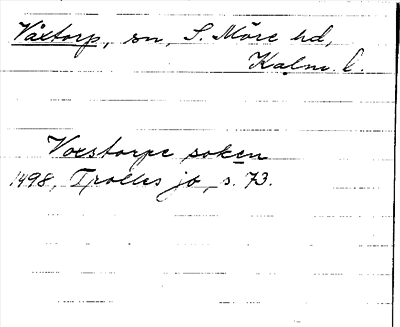 Växtorp, sn, S. Möre hd,
Kalm. l.
Voxstorpe soken
1498, Trolles jb, s. 73.